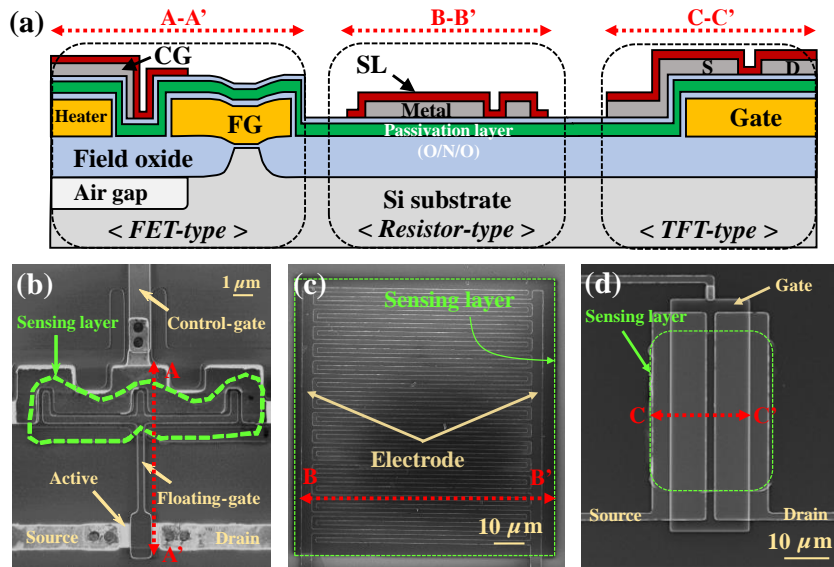 (a)
A-A’
B-B’
C-C’
CG
SL
S
D
Heater
FG
Metal
Gate
Passivation layer
(O/N/O)
Field oxide
Air gap
Si substrate
< FET-type >
< Resistor-type >
< TFT-type >
(b)
1 μm
Control-gate
Sensing layer
A
Active
Floating-gate
Source
Drain
A’
(c)
Sensing layer
Electrode
B
B’
10 μm
(d)
Gate
Sensing layer
C
C’
Source
Drain
10 μm